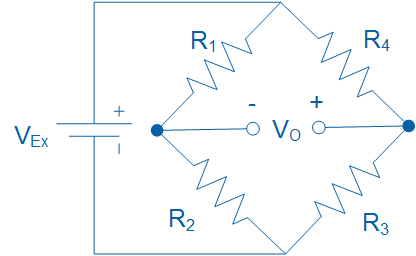 R1
R4
+
- +
VEx
VO
-
R2
R3